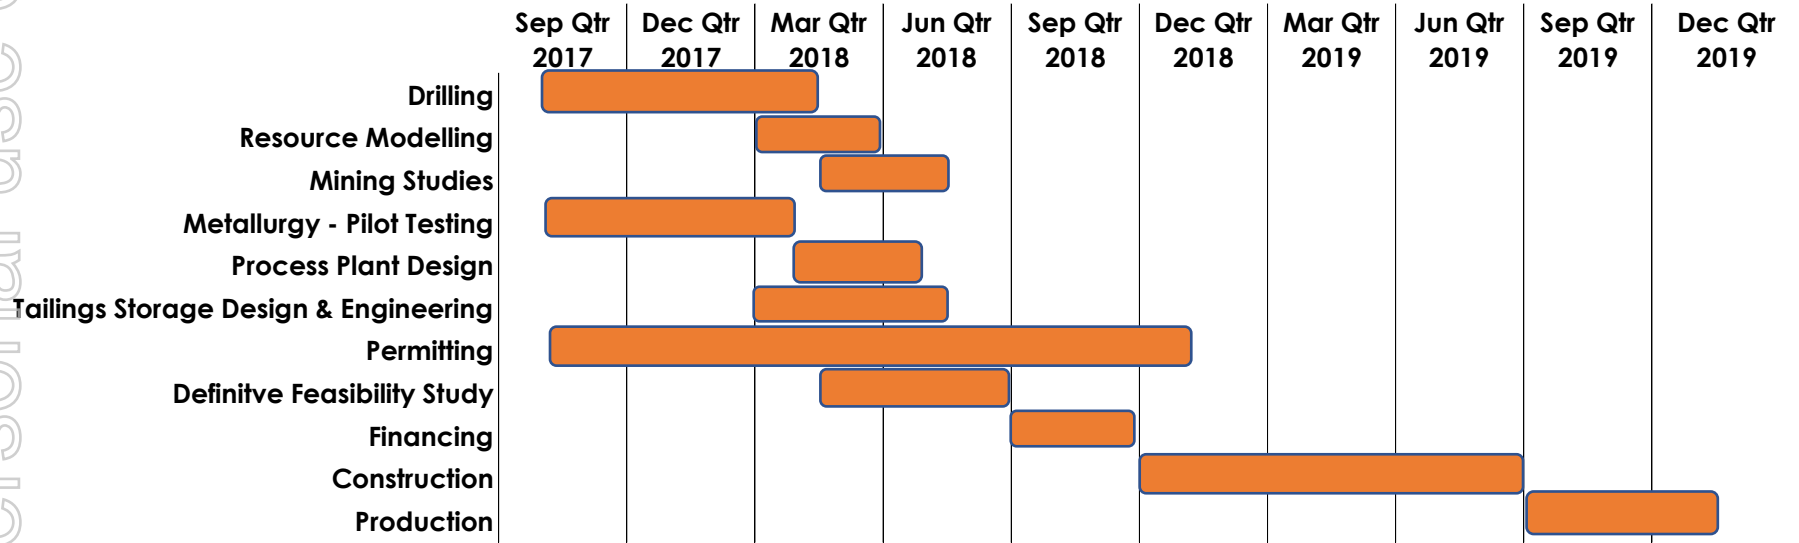 Sep Qtr Dec Qtr Mar Qtr Jun Qtr Sep Qtr Dec Qtr Mar Qtr Jun Qtr Sep Qtr Dec Qtr
2017 2017 2018 2018 2018 2018 2019 2019 2019 2019
Drilling
Resource Modelling
Mining Studies
Metallurgy - Pilot Testing
Process Plant Design
Tailings Storage Design & Engineering
Permitting
Definitve Feasibility Study
Financing
Construction
Production